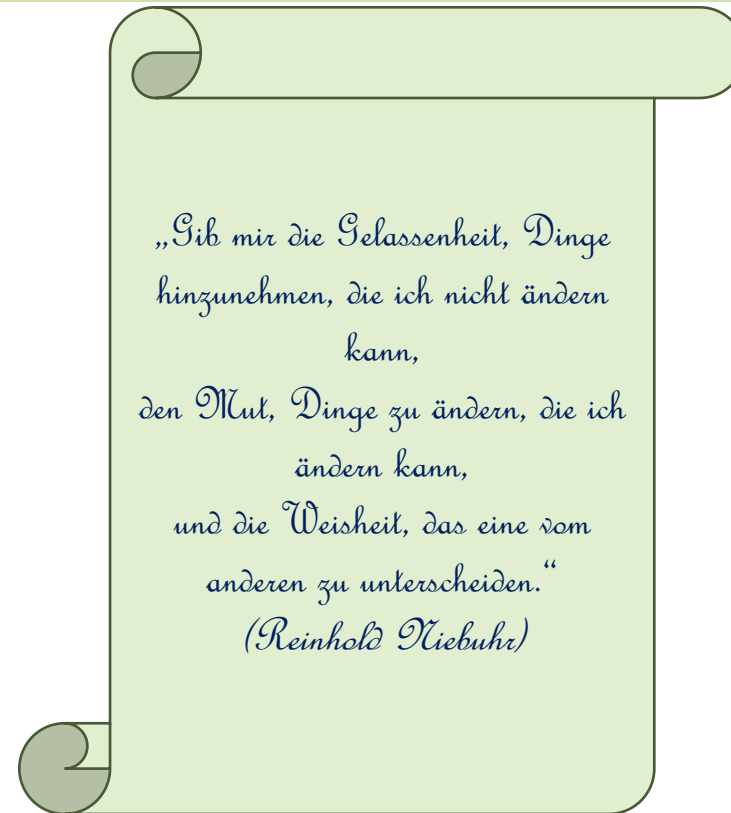 „Gib mir die Gelassenheit, Dinge
hinzunehmen, die ich nicht ändern
kann,
den Mut, Dinge zu ändern, die ich
ändern kann,
und die Weisheit, das eine vom
anderen zu unterscheiden.“
(Reinhold Niebuhr)